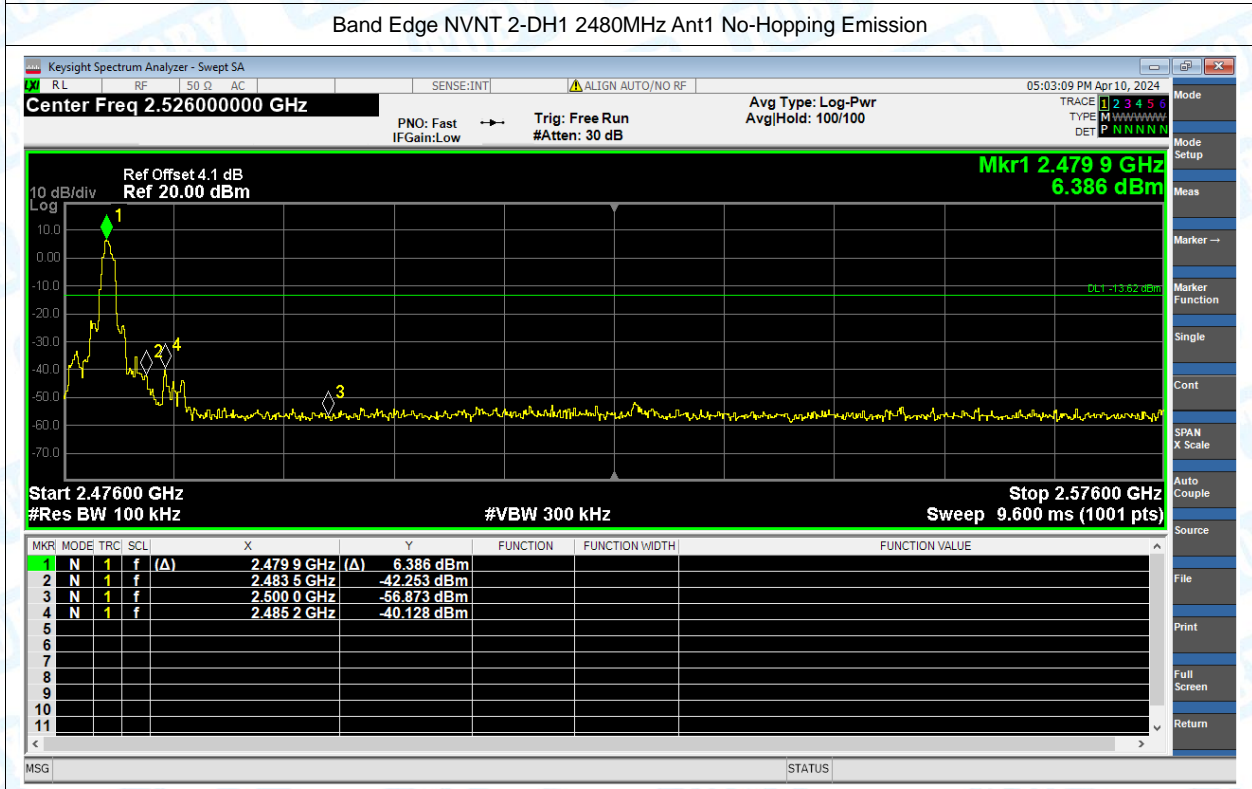 Band Edge NVNT 2-DH1 2480MHz Ant1 No-Hopping Emission
Keysight Spectrum Analyzer - Swept SA
LXI RL RF 50 Ω AC SENSE:INT ALIGN AUTO/NO RF 05:03:09 PM Apr 10, 2024
Center Freq 2.526000000 GHz
PNO: Fast
IFGain:Low
Trig: Free Run
#Atten: 30 dB
Avg Type: Log-Pwr
Avg|Hold: 100/100
TRACE 1 2 3 4 5 6
TYPE M WWWWW
DET P N N N N N
Mkr1 2.479 9 GHz
6.386 dBm
Ref Offset 4.1 dB
10 dB/div Ref 20.00 dBm
Log
10.0
0.00
-10.0
-20.0
-30.0
-40.0
-50.0
-60.0
-70.0
1
2
4
3
DL1 -13.62 dBm
Start 2.47600 GHz Stop 2.57600 GHz
#Res BW 100 kHz #VBW 300 kHz Sweep 9.600 ms (1001 pts)
MKR MODE TRC SCL X Y FUNCTION FUNCTION WIDTH FUNCTION VALUE
1 N 1 f (Δ) 2.479 9 GHz (Δ) 6.386 dBm
2 N 1 f 2.483 5 GHz -42.253 dBm
3 N 1 f 2.500 0 GHz -56.873 dBm
4 N 1 f 2.485 2 GHz -40.128 dBm
5
6
7
8
9
10
11
MSG STATUS
Mode
Mode
Setup
Meas
Marker →
Marker
Function
Single
Cont
SPAN
X Scale
Auto
Couple
Source
File
Print
Full
Screen
Return